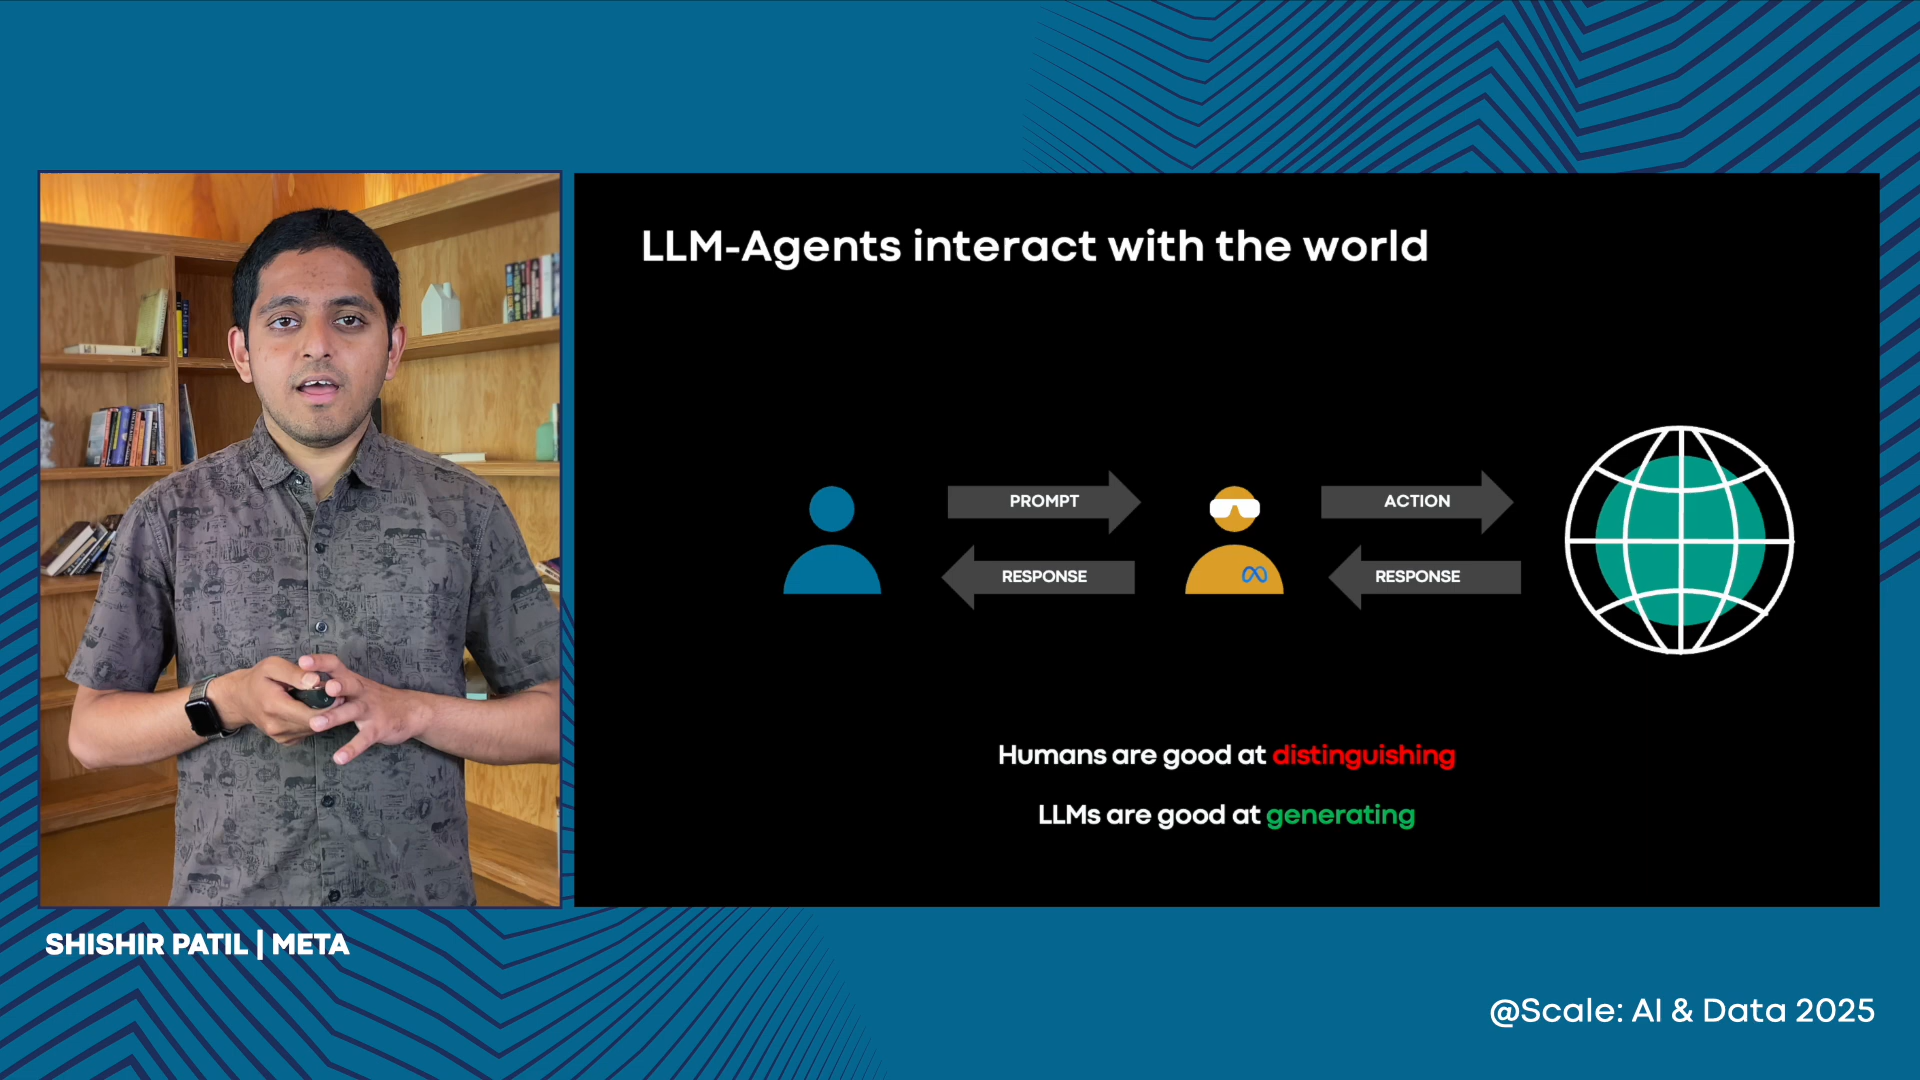 LLM-Agents interact with the world
PROMPT
ACTION
RESPONSE
RESPONSE
Humans are good at distinguishing
LLMs are good at generating
SHISHIR PATIL | META
@Scale: AI & Data 2025